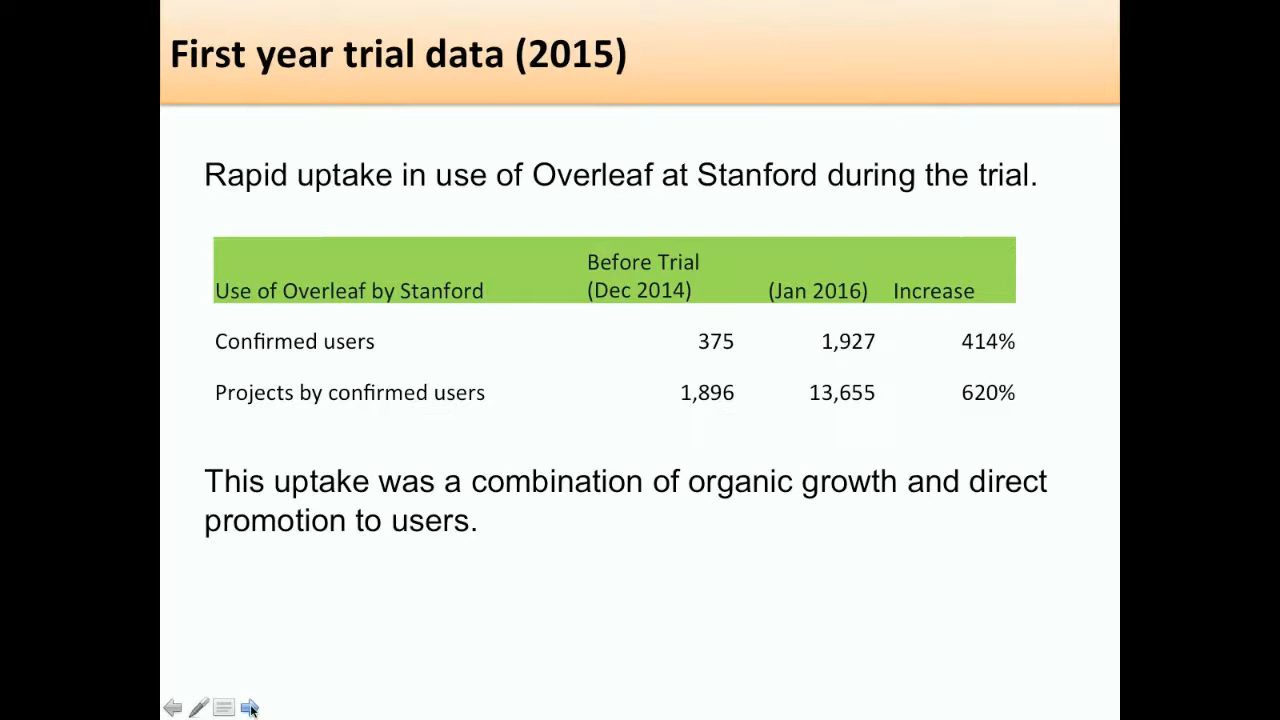 First year trial data (2015)
Rapid uptake in use of Overleaf at Stanford during the trial.
Before Trial
Use of Overleaf by Stanford (Dec 2014) (Jan 2016) Increase
Confirmed users 375 1,927 414%
Projects by confirmed users 1,896 13,655 620%
This uptake was a combination of organic growth and direct
promotion to users.